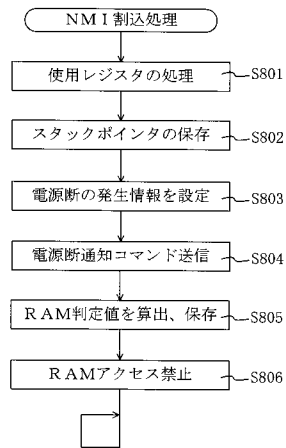 NMI割込処理
使用レジスタの処理 S801
スタックポインタの保存 S802
電源断の発生情報を設定 S803
電源断通知コマンド送信 S804
RAM判定値を算出、保存 S805
RAMアクセス禁止 S806